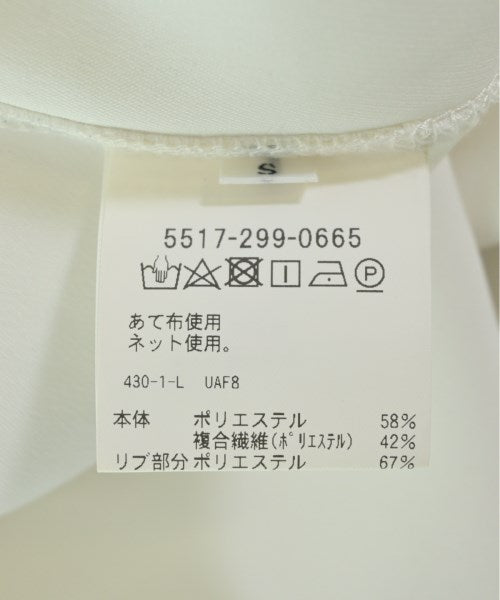 S
5517-299-0665
P
あて布使用
ネット使用。
430-1-L UAF8
本体 ポリエステル 58%
複合繊維(ﾎﾟﾘｴｽﾃﾙ) 42%
リブ部分 ポリエステル 67%